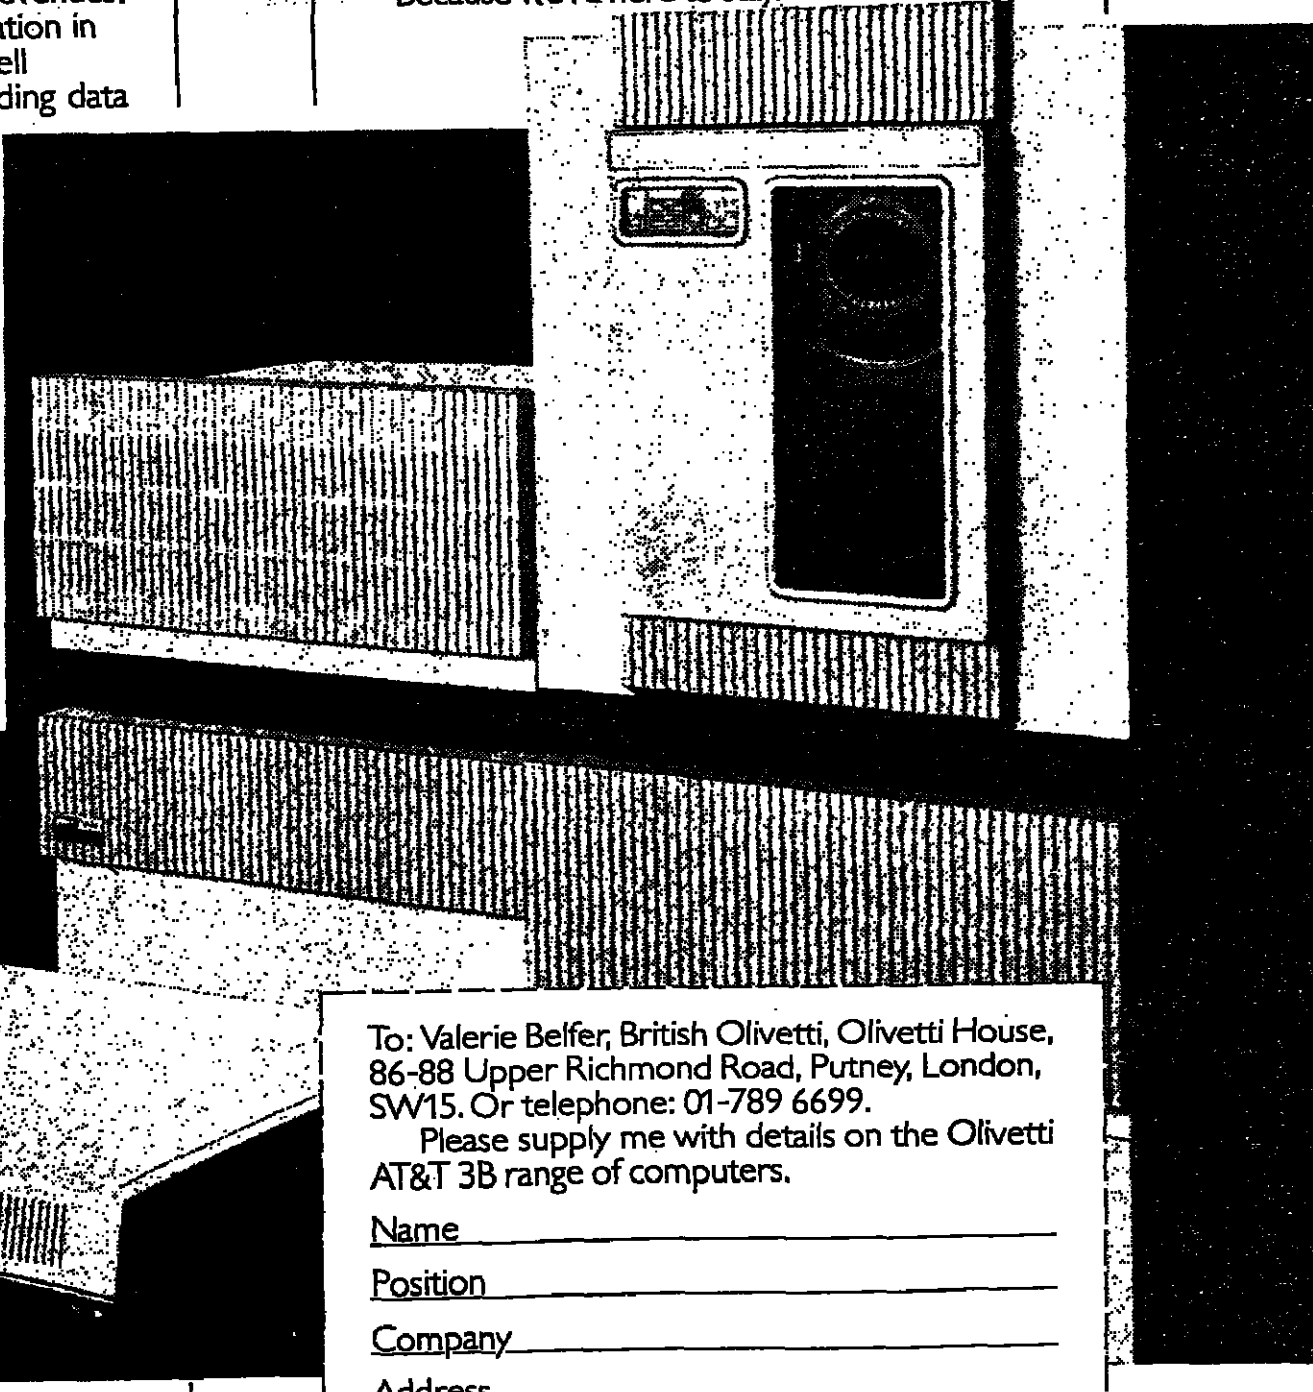 ation in
ell
ding data
To: Valerie Belfer, British Olivetti, Olivetti House,
86-88 Upper Richmond Road, Putney, London,
SW15. Or telephone: 01-789 6699.
Please supply me with details on the Olivetti
AT&T 3B range of computers.
Name
Position
Company
Address